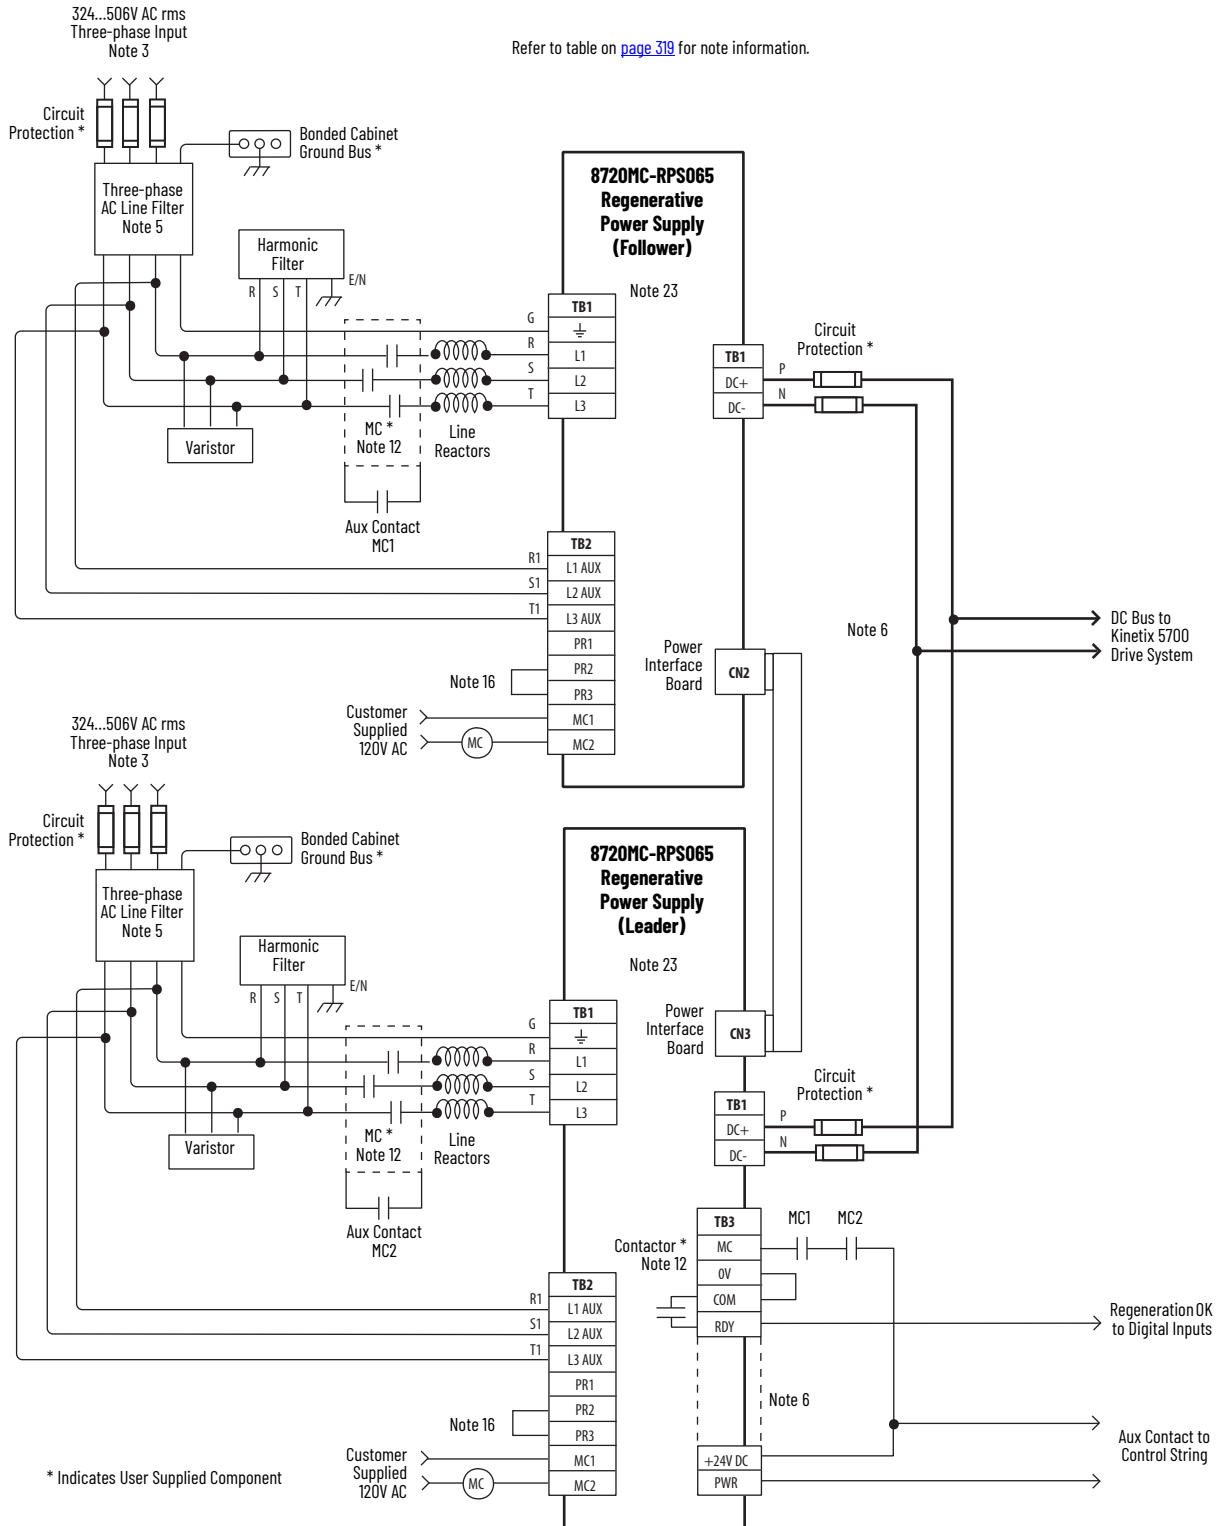 324...506V AC rms
Three-phase Input
Note 3
Refer to table on page 319 for note information.
Circuit
Protection *
Bonded Cabinet
Ground Bus *
Three-phase
AC Line Filter
Note 5
Harmonic
Filter
R S T
E/N
8720MC-RPS065
Regenerative
Power Supply
(Follower)
Note 23
TB1
G
R L1
S L2
T L3
MC *
Note 12
Line
Reactors
Varistor
Aux Contact
MC1
TB1
DC+
DC-
P
N
Circuit
Protection *
TB2
R1 L1 AUX
S1 L2 AUX
T1 L3 AUX
PR1
PR2
PR3
MC1
MC2
Note 16
Customer
Supplied
120V AC
MC
Power
Interface
Board
CN2
Note 6
DC Bus to
Kinetix 5700
Drive System
324...506V AC rms
Three-phase Input
Note 3
Circuit
Protection *
Bonded Cabinet
Ground Bus *
Three-phase
AC Line Filter
Note 5
Harmonic
Filter
R S T
E/N
8720MC-RPS065
Regenerative
Power Supply
(Leader)
Note 23
TB1
G
R L1
S L2
T L3
MC *
Note 12
Line
Reactors
Varistor
Aux Contact
MC2
Power
Interface
Board
CN3
TB1
DC+
DC-
P
N
Circuit
Protection *
TB3
MC
0V
COM
RDY
MC1 MC2
Contactor *
Note 12
Regeneration OK
to Digital Inputs
Note 6
+24V DC
PWR
Aux Contact to
Control String
TB2
R1 L1 AUX
S1 L2 AUX
T1 L3 AUX
PR1
PR2
PR3
MC1
MC2
Note 16
Customer
Supplied
120V AC
MC
* Indicates User Supplied Component